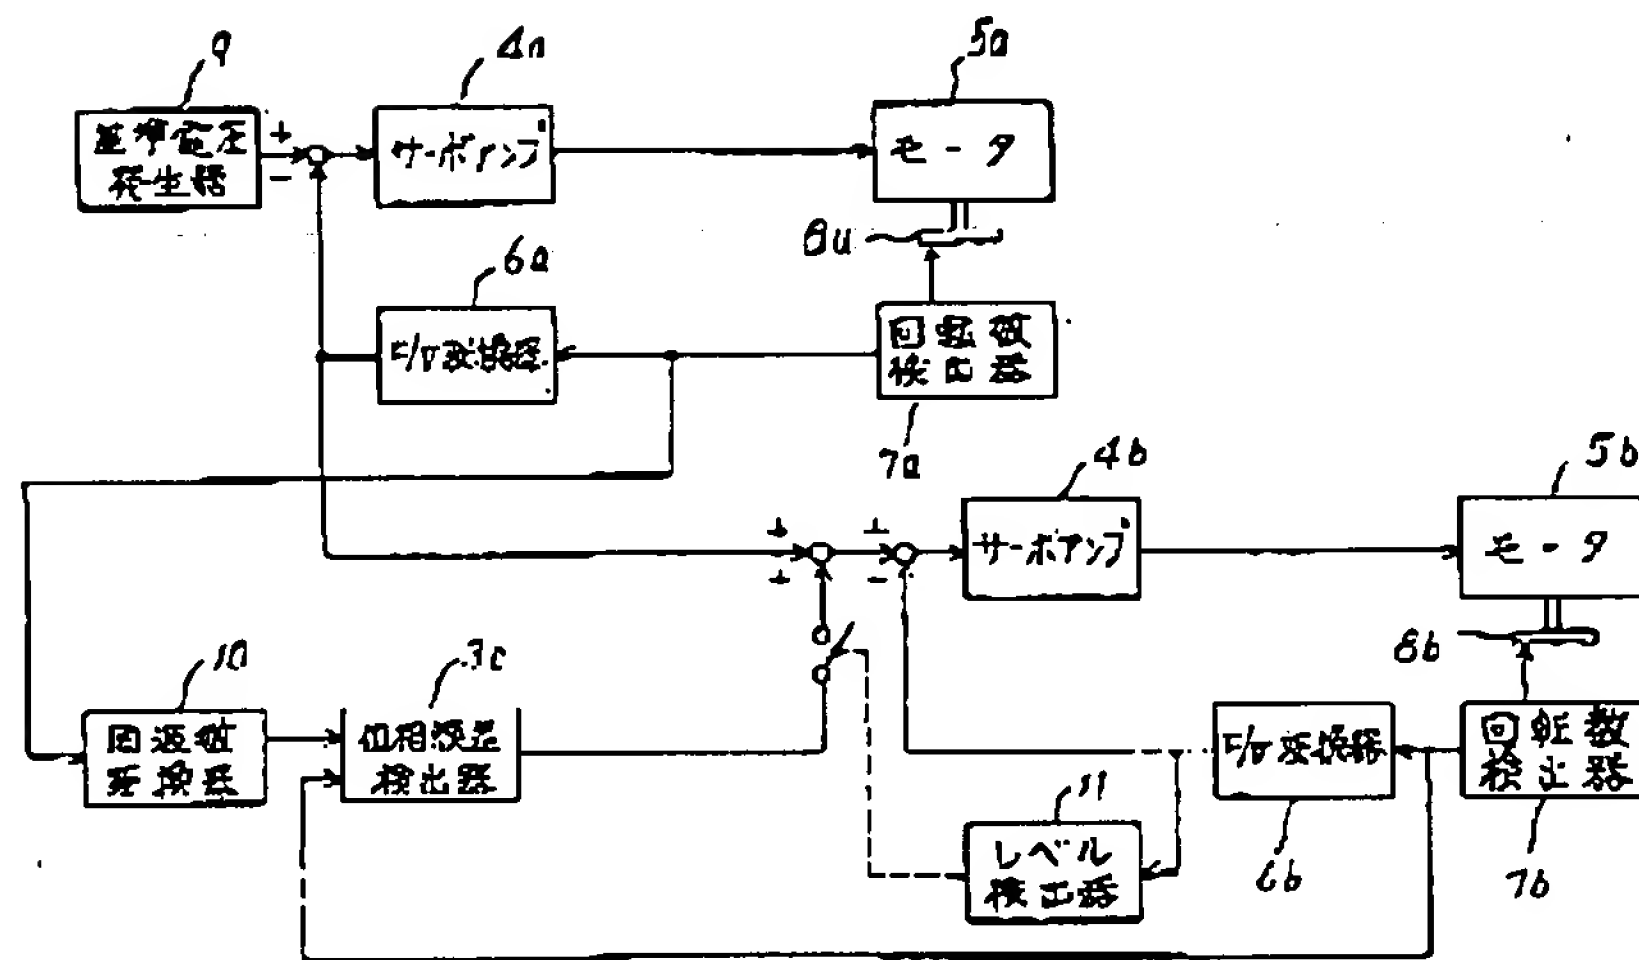 9
4a
5a
基準電圧
発生器
+
-
サーボアンプ
モータ
8a
6a
F/V変換器
回転数
検出器
7a
4b
5b
+
+
+
-
サーボアンプ
モータ
8b
10
3c
周波数
変換器
位相誤差
検出器
11
レベル
検出器
F/V変換器
6b
回転数
検出器
7b